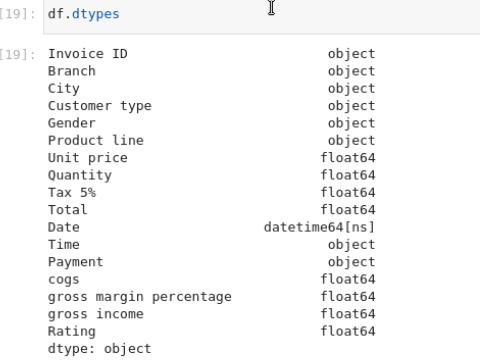 [19]: df.dtypes
[19]: Invoice ID object
Branch object
City object
Customer type object
Gender object
Product line object
Unit price float64
Quantity float64
Tax 5% float64
Total float64
Date datetime64[ns]
Time object
Payment object
cogs float64
gross margin percentage float64
gross income float64
Rating float64
dtype: object